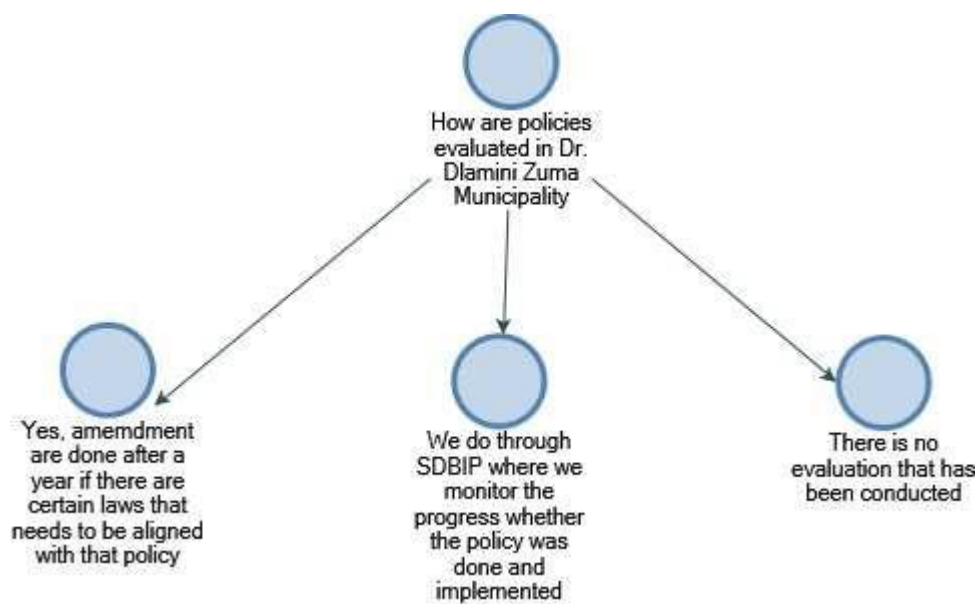 How are policies
evaluated in Dr.
Dlamini Zuma
Municipality
Yes, amemdment
are done after a
year if there are
certain laws that
needs to be aligned
with that policy
We do through
SDBIP where we
monitor the
progress whether
the policy was
done and
implemented
There is no
evaluation that has
been conducted